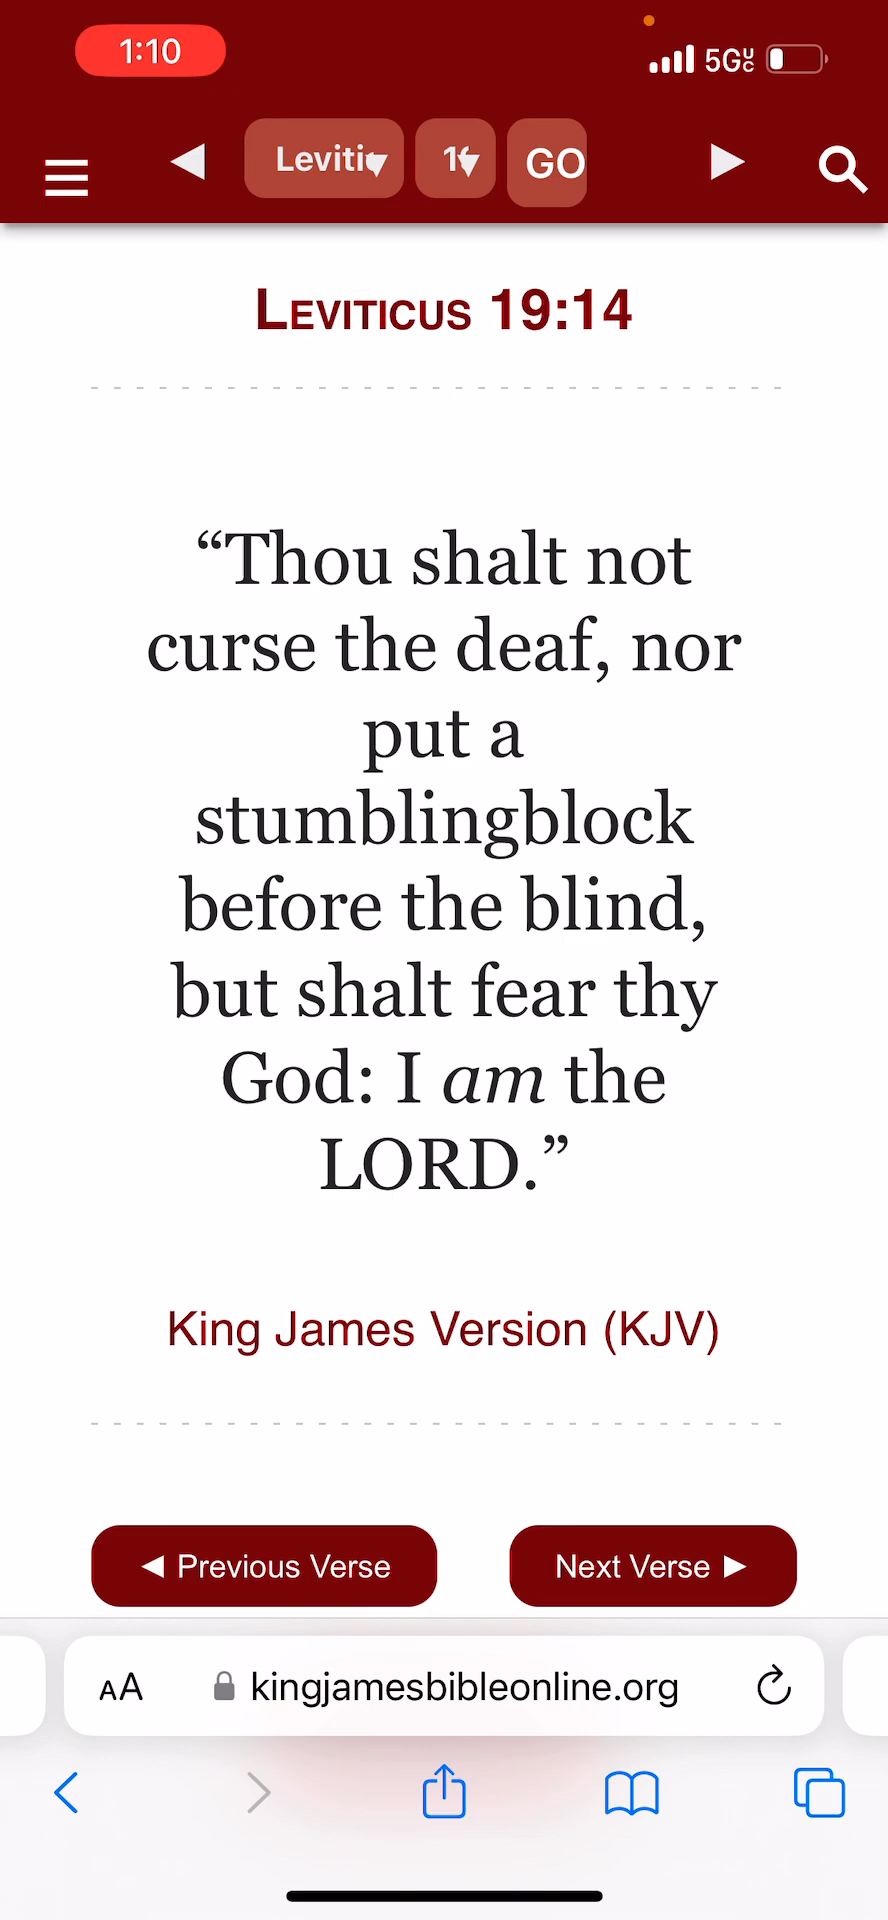 1:10
5G
GO
LEVITICUS 19:14
“Thou shalt not
curse the deaf, nor
put a
stumblingblock
before the blind,
but shalt fear thy
God: I am the
LORD.”
King James Version (KJV)
◀ Previous Verse
Next Verse ▶
AA
kingjamesbibleonline.org